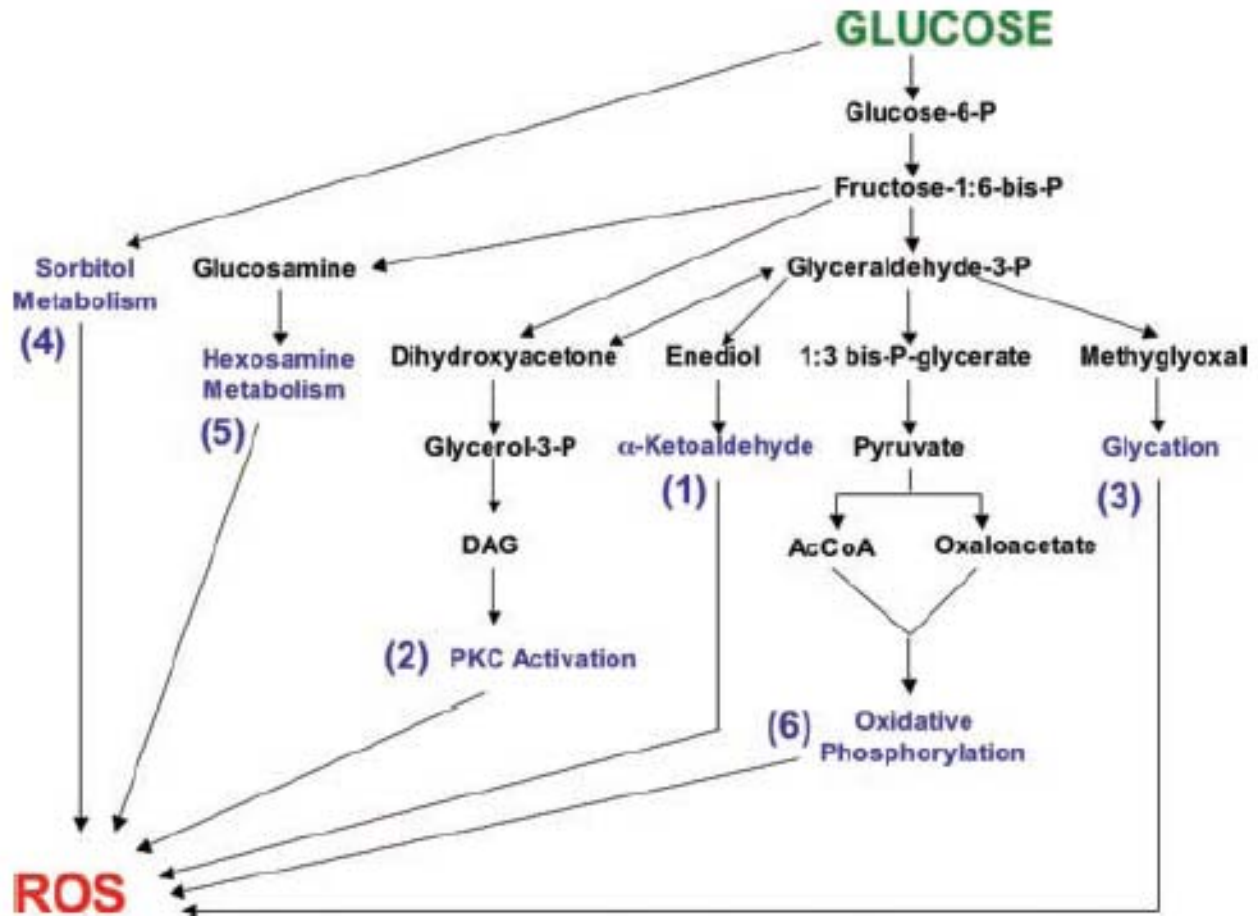 GLUCOSE
Glucose-6-P
Fructose-1:6-bis-P
Sorbitol
Metabolism
(4)
Glucosamine
Glyceraldehyde-3-P
Hexosamine
Metabolism
(5)
Dihydroxyacetone
Enediol
1:3 bis-P-glycerate
Methyglyoxal
Glycerol-3-P
α-Ketoaldehyde
(1)
Pyruvate
Glycation
(3)
DAG
AcCoA
Oxaloacetate
(2) PKC Activation
(6) Oxidative
Phosphorylation
ROS